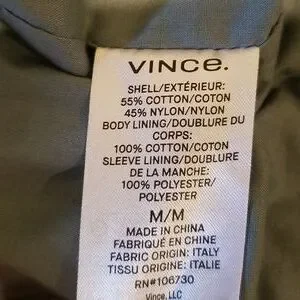 VINCE.
SHELL/EXTÉRIEUR:
55% COTTON/COTON
45% NYLON/NYLON
BODY LINING/DOUBLURE DU
CORPS:
100% COTTON/COTON
SLEEVE LINING/DOUBLURE
DE LA MANCHE:
100% POLYESTER/
POLYESTER
M/M
MADE IN CHINA
FABRIQUÉ EN CHINE
FABRIC ORIGIN: ITALY
TISSU ORIGINE: ITALIE
RN#106730
Vince, LLC